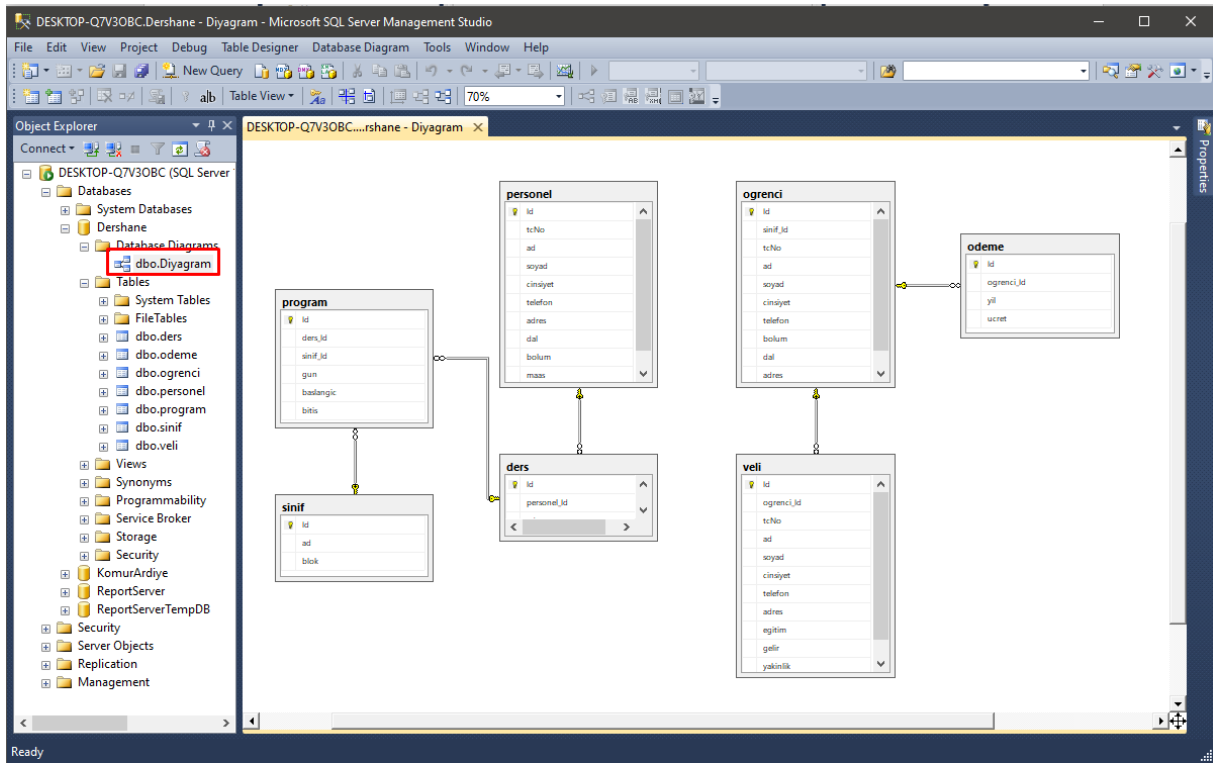 DESKTOP-Q7V3OBC.Dershane - Diyagram - Microsoft SQL Server Management Studio
File Edit View Project Debug Table Designer Database Diagram Tools Window Help
New Query
Table View
70%
Object Explorer
Connect
DESKTOP-Q7V3OBC (SQL Server
Databases
System Databases
Dershane
Database Diagrams
dbo.Diyagram
Tables
System Tables
FileTables
dbo.ders
dbo.odeme
dbo.ogrenci
dbo.personel
dbo.program
dbo.sinif
dbo.veli
Views
Synonyms
Programmability
Service Broker
Storage
Security
KomurArdiye
ReportServer
ReportServerTempDB
Security
Server Objects
Replication
Management
DESKTOP-Q7V3OBC....rshane - Diyagram
program
Id
ders_Id
sinif_Id
gun
baslangic
bitis
sinif
Id
ad
blok
personel
Id
tcNo
ad
soyad
cinsiyet
telefon
adres
dal
bolum
maas
ders
Id
personel_Id
ogrenci
Id
sinif_Id
tcNo
ad
soyad
cinsiyet
telefon
bolum
dal
adres
veli
Id
ogrenci_Id
tcNo
ad
soyad
cinsiyet
telefon
adres
egitim
gelir
yakinlik
odeme
Id
ogrenci_Id
yil
ucret
Properties
Ready